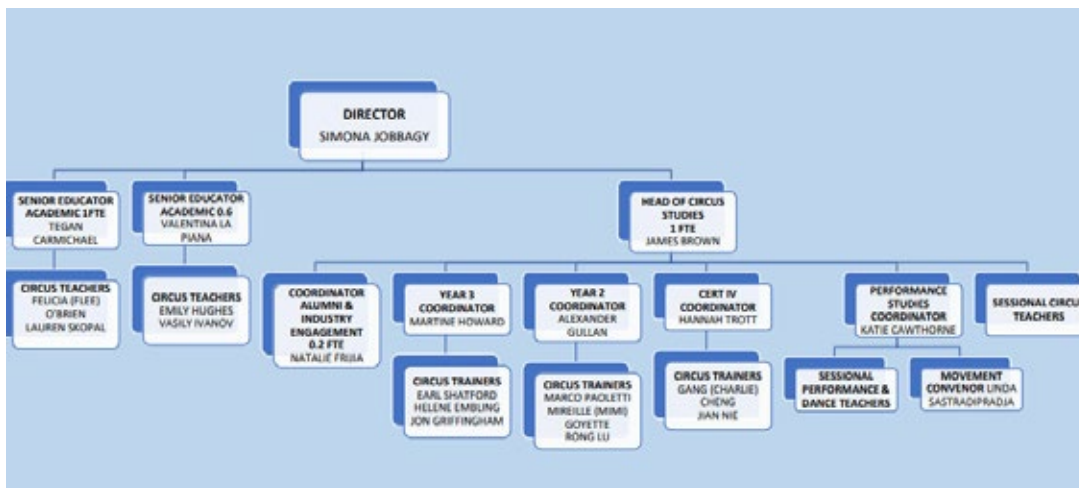 DIRECTOR
SIMONA JOBBAGY
SENIOR EDUCATOR
ACADEMIC 1FTE
TEGAN
CARMICHAEL
SENIOR EDUCATOR
ACADEMIC 0.6
VALENTINA LA
PIANA
HEAD OF CIRCUS
STUDIES
1 FTE
JAMES BROWN
CIRCUS TEACHERS
FELICIA (FLEE)
O'BRIEN
LAUREN SKOPAL
CIRCUS TEACHERS
EMILY HUGHES
VASILY IVANOV
COORDINATOR
ALUMNI &
INDUSTRY
ENGAGEMENT
0.2 FTE
NATALIE FRIJIA
YEAR 3
COORDINATOR
MARTINE HOWARD
YEAR 2
COORDINATOR
ALEXANDER
GULLAN
CERT IV
COORDINATOR
HANNAH TROTT
PERFORMANCE
STUDIES
COORDINATOR
KATIE CAWTHORNE
SESSIONAL CIRCU
TEACHERS
CIRCUS TRAINERS
EARL SHATFORD
HELENE EMBLING
JON GRIFFINGHAM
CIRCUS TRAINERS
MARCO PAOLETTI
MIREILLE (MIMI)
GOYETTE
RONG LU
CIRCUS TRAINERS
GANG (CHARLIE)
CHENG
JIAN NIE
SESSIONAL
PERFORMANCE &
DANCE TEACHERS
MOVEMENT
CONVENOR LINDA
SASTRADIPRADJA